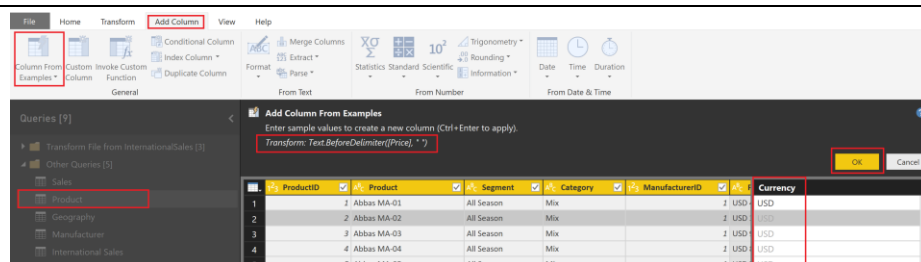 File Home Transform Add Column View Help
Column From Examples Custom Column Invoke Custom Function Conditional Column Index Column Duplicate Column
General
Format ABC Merge Columns Extract Parse
From Text
Statistics Standard Scientific 10² Trigonometry Rounding Information
From Number
Date Time Duration
From Date & Time
Queries [9]
Transform File from InternationalSales [3]
Other Queries [5]
Sales
Product
Geography
Manufacturer
International Sales
Add Column From Examples
Enter sample values to create a new column (Ctrl+Enter to apply).
Transform: Text.BeforeDelimiter([Price], " ")
OK Cancel
ProductID Product Segment Category ManufacturerID Currency
1 1 Abbas MA-01 All Season Mix 1 USD USD
2 2 Abbas MA-02 All Season Mix 1 USD USD
3 3 Abbas MA-03 All Season Mix 1 USD USD
4 4 Abbas MA-04 All Season Mix 1 USD USD